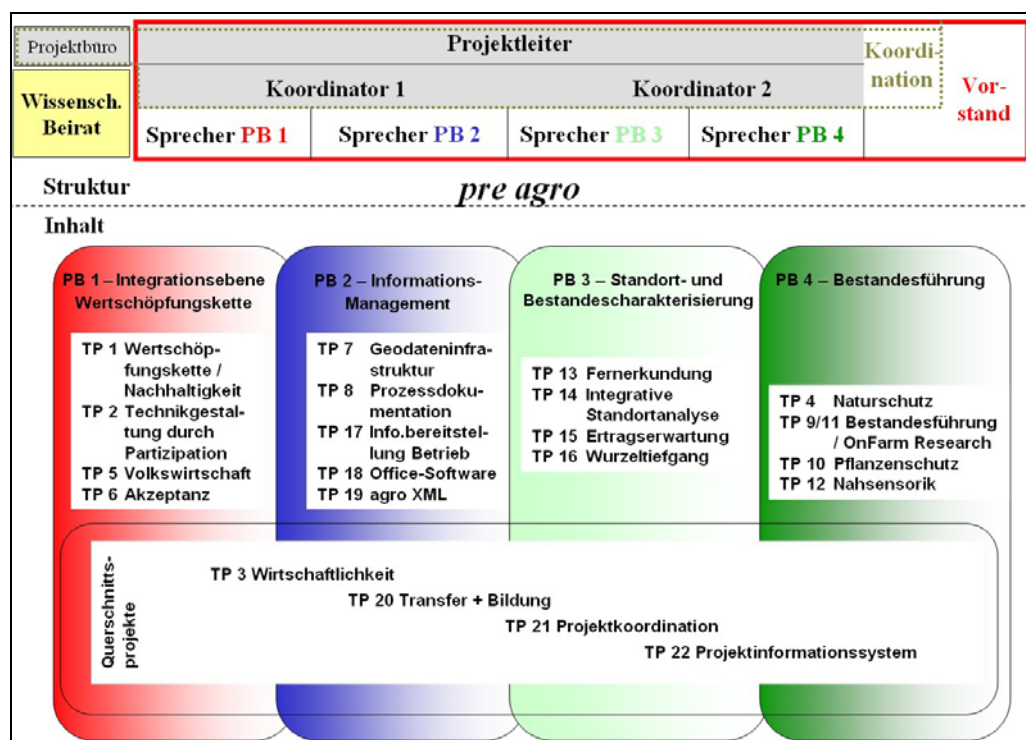 Projektbüro
Projektleiter
Koordi-
nation
Vor-
stand
Wissensch.
Beirat
Koordinator 1
Koordinator 2
Sprecher PB 1
Sprecher PB 2
Sprecher PB 3
Sprecher PB 4
Struktur
pre agro
Inhalt
PB 1 – Integrationsebene
Wertschöpfungskette
TP 1 Wertschöp-
fungskette /
Nachhaltigkeit
TP 2 Technikgestal-
tung durch
Partizipation
TP 5 Volkswirtschaft
TP 6 Akzeptanz
PB 2 – Informations-
Management
TP 7 Geodateninfra-
struktur
TP 8 Prozessdoku-
mentation
TP 17 Info.bereitstel-
lung Betrieb
TP 18 Office-Software
TP 19 agro XML
PB 3 – Standort- und
Bestandescharakterisierung
TP 13 Fernerkundung
TP 14 Integrative
Standortanalyse
TP 15 Ertragserwartung
TP 16 Wurzeltiefgang
PB 4 – Bestandesführung
TP 4 Naturschutz
TP 9/11 Bestandesführung
/ OnFarm Research
TP 10 Pflanzenschutz
TP 12 Nahsensorik
Querschnitts-
projekte
TP 3 Wirtschaftlichkeit
TP 20 Transfer + Bildung
TP 21 Projektkoordination
TP 22 Projektinformationssystem